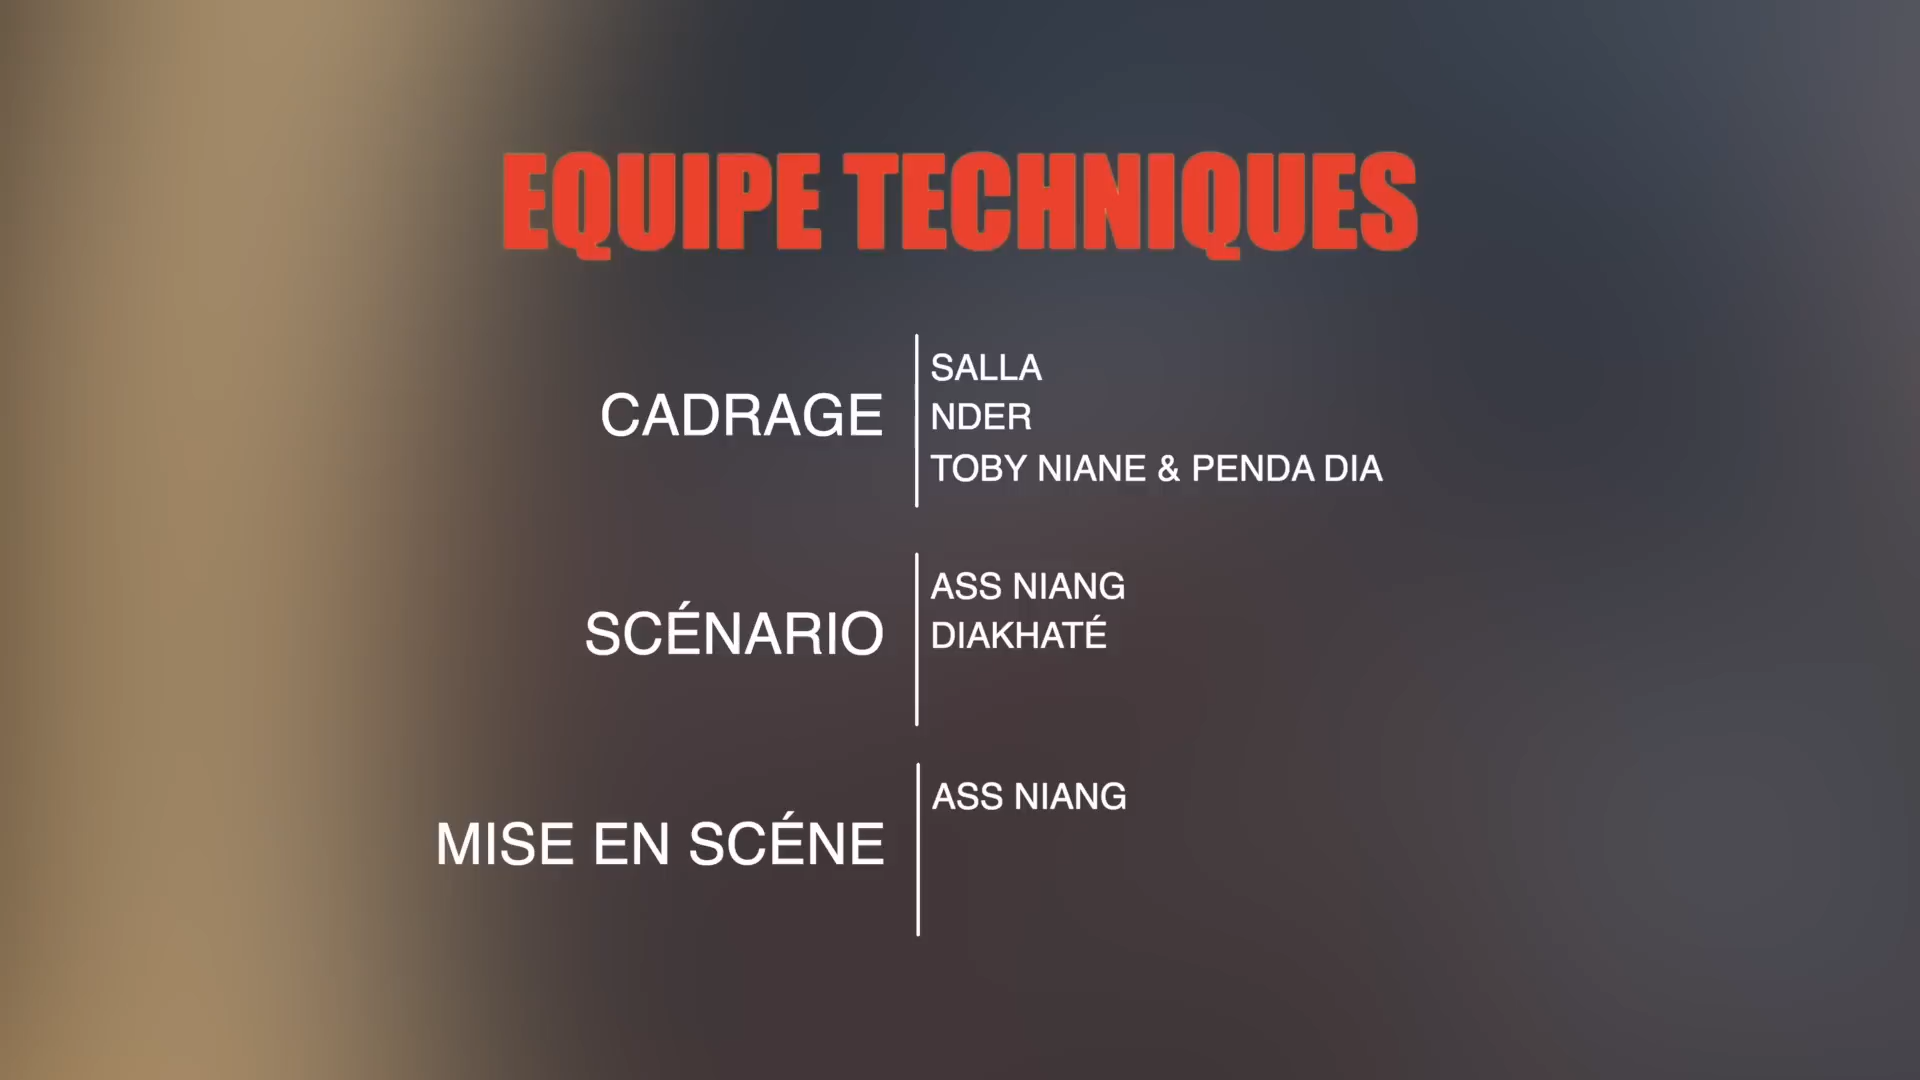 EQUIPE TECHNIQUES
CADRAGE
SALLA
NDER
TOBY NIANE & PENDA DIA
SCÉNARIO
ASS NIANG
DIAKHATÉ
MISE EN SCÉNE
ASS NIANG